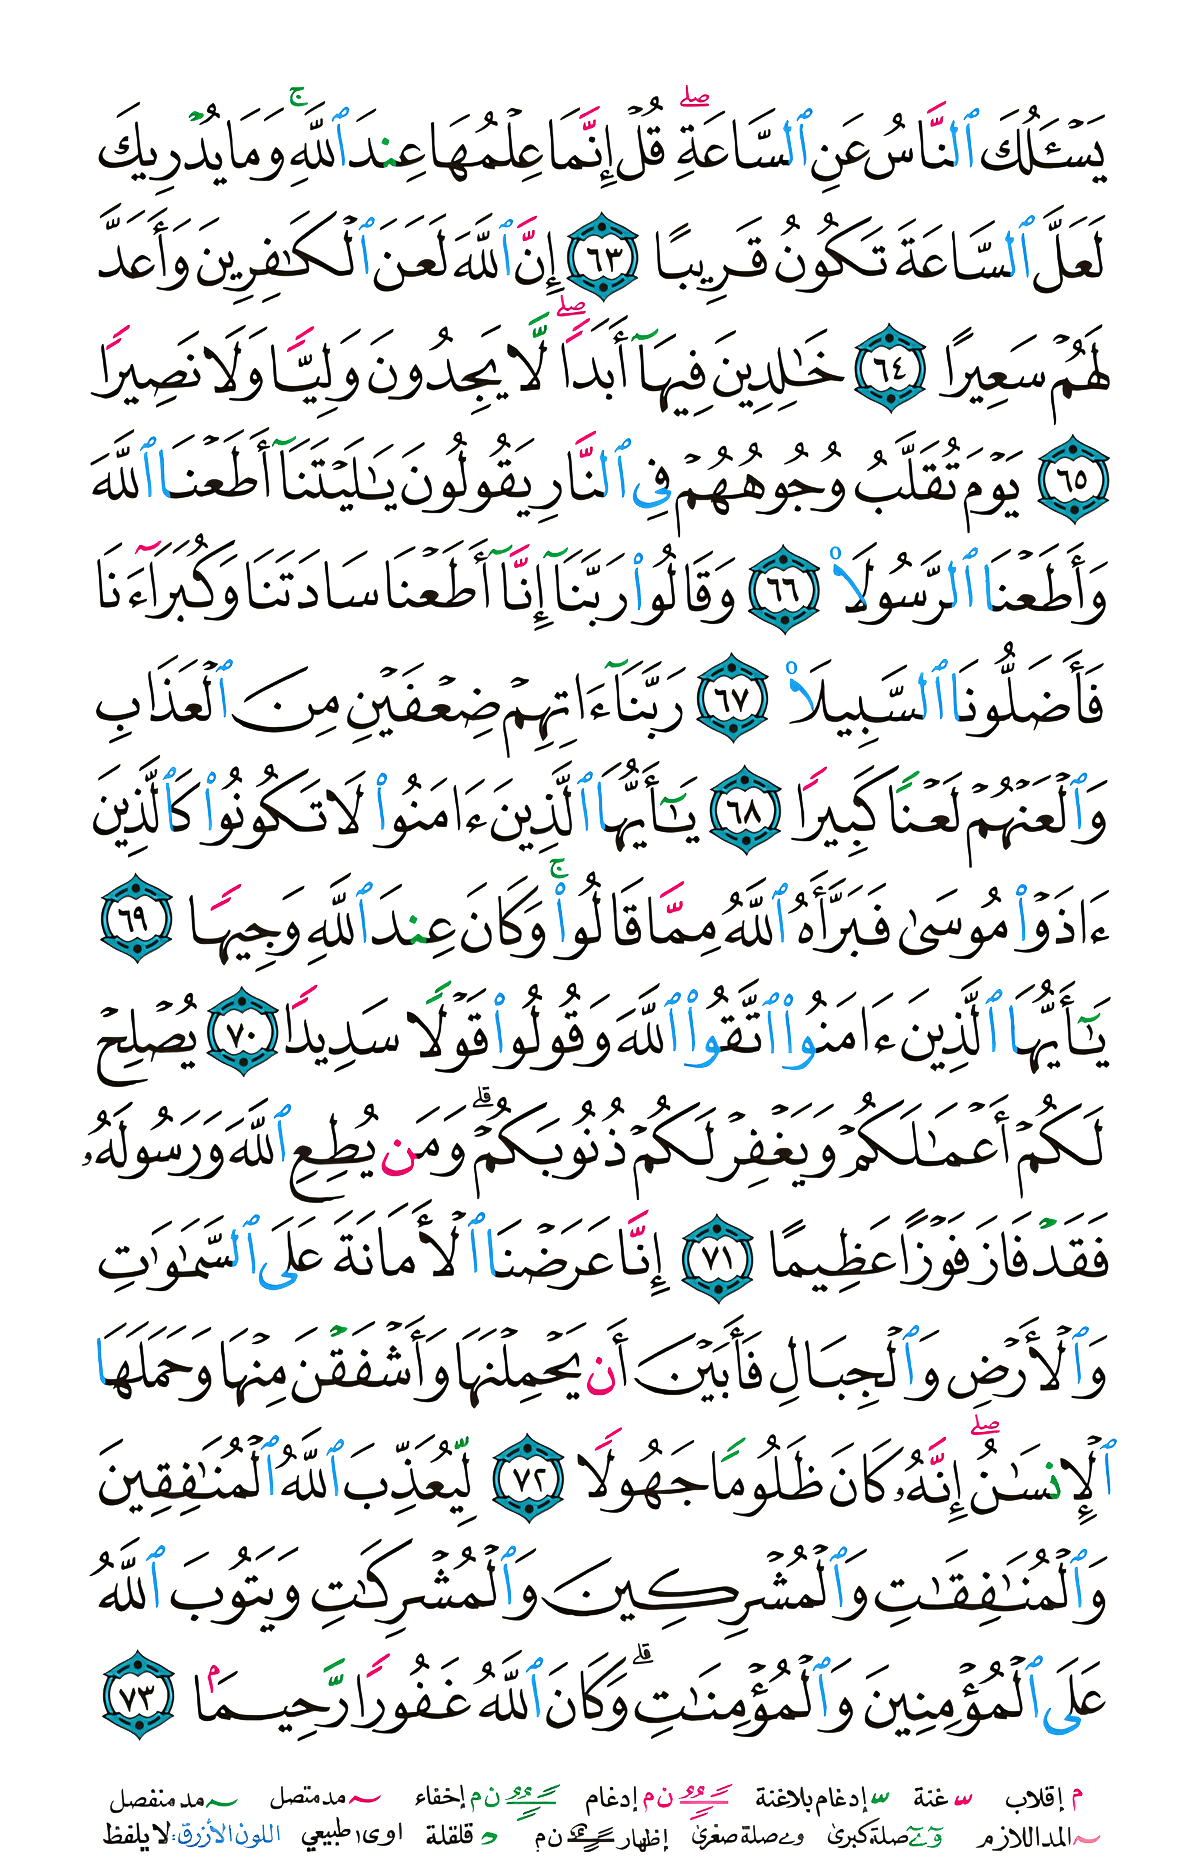 يَسْـَٔلُكَ ٱلنَّاسُ عَنِ ٱلسَّاعَةِ ۖ قُلْ إِنَّمَا عِلْمُهَا عِندَ ٱللَّهِ ۚ وَمَا يُدْرِيكَ
لَعَلَّ ٱلسَّاعَةَ تَكُونُ قَرِيبًا ٦٣ إِنَّ ٱللَّهَ لَعَنَ ٱلْكَـٰفِرِينَ وَأَعَدَّ
لَهُمْ سَعِيرًا ٦٤ خَـٰلِدِينَ فِيهَآ أَبَدًا ۖ لَّا يَجِدُونَ وَلِيًّا وَلَا نَصِيرًا
٦٥ يَوْمَ تُقَلَّبُ وُجُوهُهُمْ فِى ٱلنَّارِ يَقُولُونَ يَـٰلَيْتَنَآ أَطَعْنَا ٱللَّهَ
وَأَطَعْنَا ٱلرَّسُولَا۠ ٦٦ وَقَالُوا۟ رَبَّنَآ إِنَّآ أَطَعْنَا سَادَتَنَا وَكُبَرَآءَنَا
فَأَضَلُّونَا ٱلسَّبِيلَا۠ ٦٧ رَبَّنَآ ءَاتِهِمْ ضِعْفَيْنِ مِنَ ٱلْعَذَابِ
وَٱلْعَنْهُمْ لَعْنًا كَبِيرًا ٦٨ يَـٰٓأَيُّهَا ٱلَّذِينَ ءَامَنُوا۟ لَا تَكُونُوا۟ كَٱلَّذِينَ
ءَاذَوْا۟ مُوسَىٰ فَبَرَّأَهُ ٱللَّهُ مِمَّا قَالُوا۟ ۚ وَكَانَ عِندَ ٱللَّهِ وَجِيهًا ٦٩
يَـٰٓأَيُّهَا ٱلَّذِينَ ءَامَنُوا۟ ٱتَّقُوا۟ ٱللَّهَ وَقُولُوا۟ قَوْلًا سَدِيدًا ٧٠ يُصْلِحْ
لَكُمْ أَعْمَـٰلَكُمْ وَيَغْفِرْ لَكُمْ ذُنُوبَكُمْ ۗ وَمَن يُطِعِ ٱللَّهَ وَرَسُولَهُۥ
فَقَدْ فَازَ فَوْزًا عَظِيمًا ٧١ إِنَّا عَرَضْنَا ٱلْأَمَانَةَ عَلَى ٱلسَّمَـٰوَٰتِ
وَٱلْأَرْضِ وَٱلْجِبَالِ فَأَبَيْنَ أَن يَحْمِلْنَهَا وَأَشْفَقْنَ مِنْهَا وَحَمَلَهَا
ٱلْإِنسَـٰنُ ۖ إِنَّهُۥ كَانَ ظَلُومًا جَهُولًا ٧٢ لِّيُعَذِّبَ ٱللَّهُ ٱلْمُنَـٰفِقِينَ
وَٱلْمُنَـٰفِقَـٰتِ وَٱلْمُشْرِكِينَ وَٱلْمُشْرِكَـٰتِ وَيَتُوبَ ٱللَّهُ
عَلَى ٱلْمُؤْمِنِينَ وَٱلْمُؤْمِنَـٰتِ ۗ وَكَانَ ٱللَّهُ غَفُورًا رَّحِيمًۢا ٧٣
م إقلاب غنة إدغام بلاغنة ن م إدغام ن م إخفاء مد متصل مد منفصل
المد اللازم و ے صلة كبرى و ے صلة صغرى إظهار ن م قلقلة ا و ى طبيعي اللون الأزرق: لا يلفظ